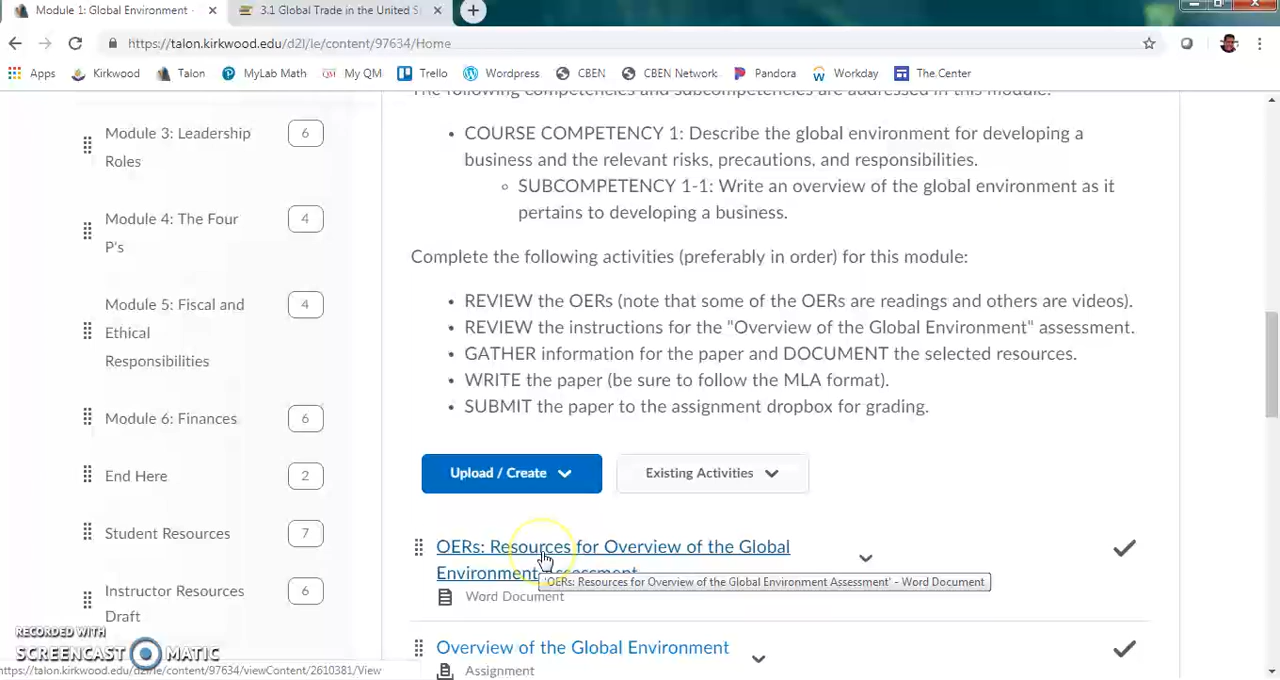 Module 1: Global Environment -
3.1 Global Trade in the United S
https://talon.kirkwood.edu/d2l/le/content/97634/Home
Apps Kirkwood Talon MyLab Math QM My QM Trello Wordpress CBEN CBEN Network Pandora Workday The Center
The following competencies and subcompetencies are addressed in this module:
Module 3: Leadership
Roles
6
Module 4: The Four
P's
4
Module 5: Fiscal and
Ethical
Responsibilities
4
Module 6: Finances
6
End Here
2
Student Resources
7
Instructor Resources
Draft
6
• COURSE COMPETENCY 1: Describe the global environment for developing a
business and the relevant risks, precautions, and responsibilities.
○ SUBCOMPETENCY 1-1: Write an overview of the global environment as it
pertains to developing a business.
Complete the following activities (preferably in order) for this module:
• REVIEW the OERs (note that some of the OERs are readings and others are videos).
• REVIEW the instructions for the "Overview of the Global Environment" assessment.
• GATHER information for the paper and DOCUMENT the selected resources.
• WRITE the paper (be sure to follow the MLA format).
• SUBMIT the paper to the assignment dropbox for grading.
Upload / Create
Existing Activities
OERs: Resources for Overview of the Global
Environment Assessment
'OERs: Resources for Overview of the Global Environment Assessment' - Word Document
Word Document
Overview of the Global Environment
Assignment
RECORDED WITH
SCREENCAST MATIC
https://talon.kirkwood.edu/d2l/le/content/97634/viewContent/2610381/View